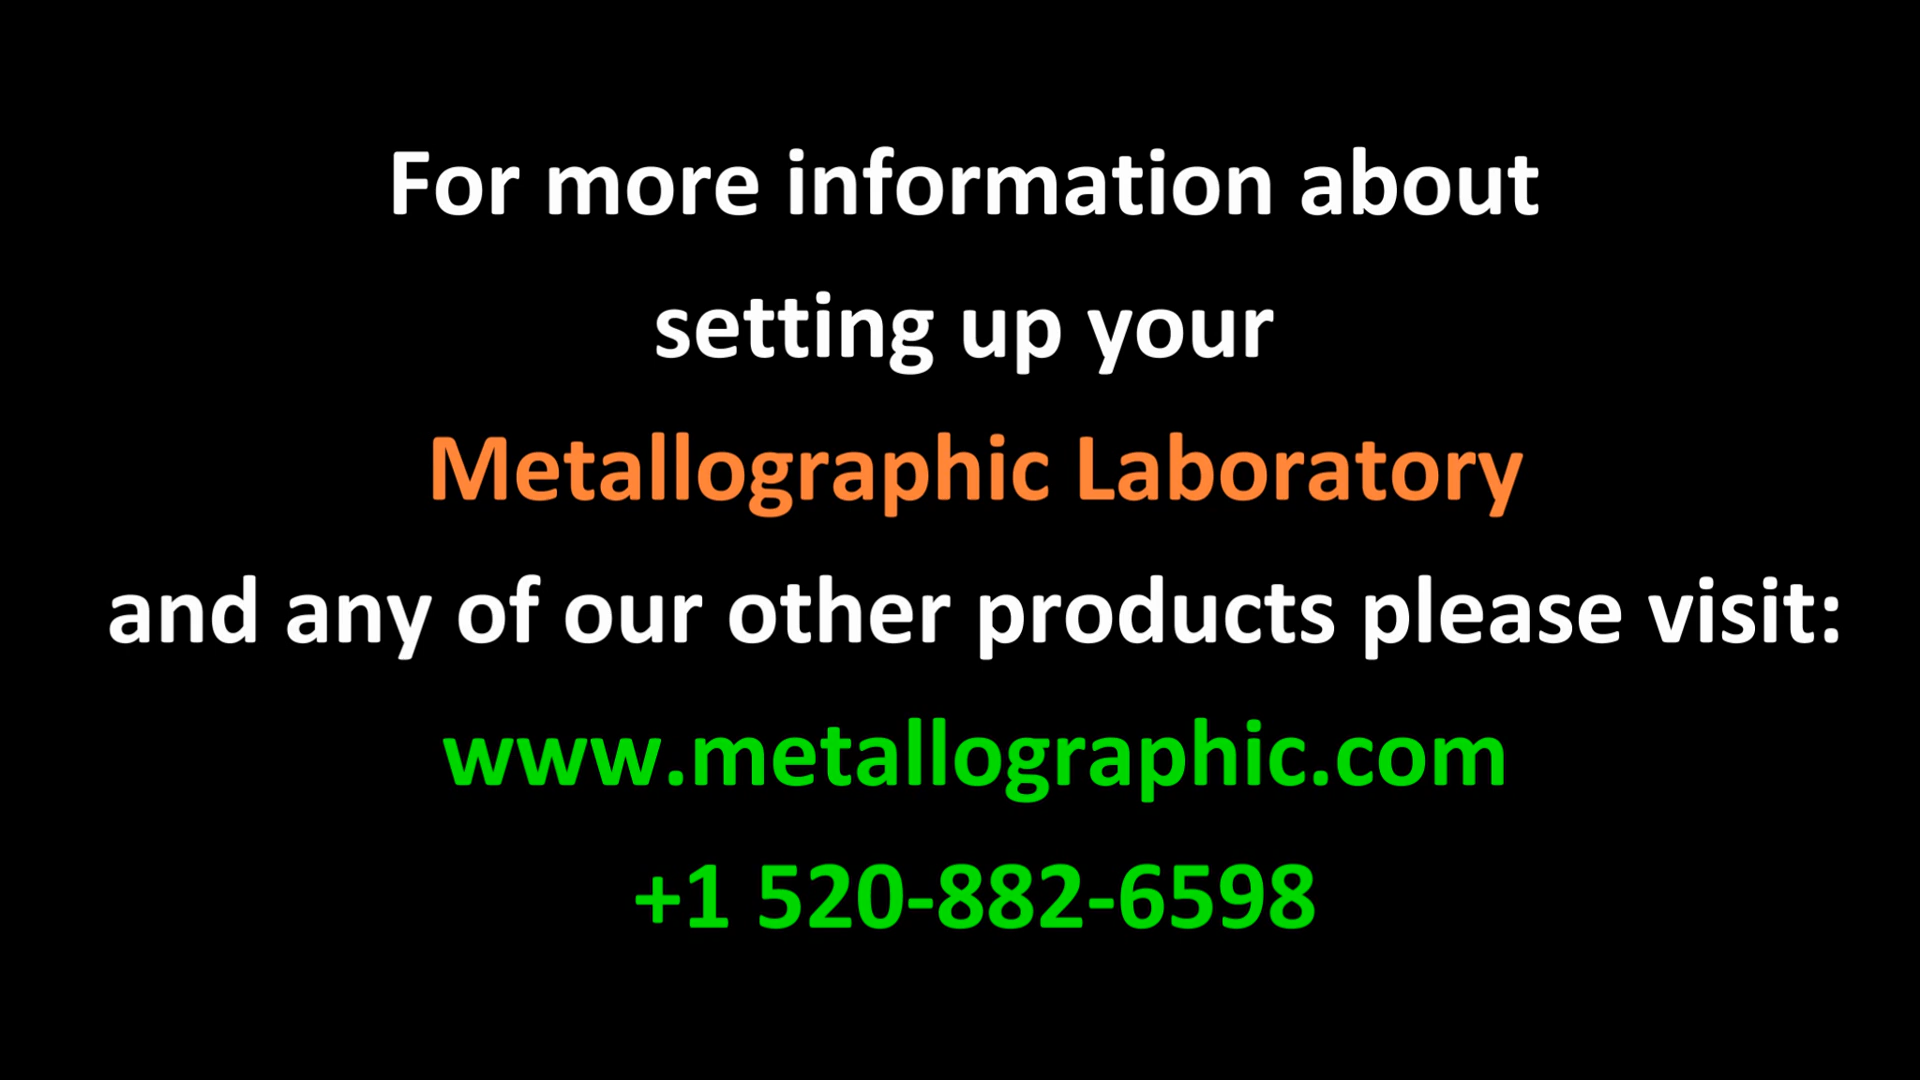 For more information about
setting up your
Metallographic Laboratory
and any of our other products please visit:
www.metallographic.com
+1 520-882-6598